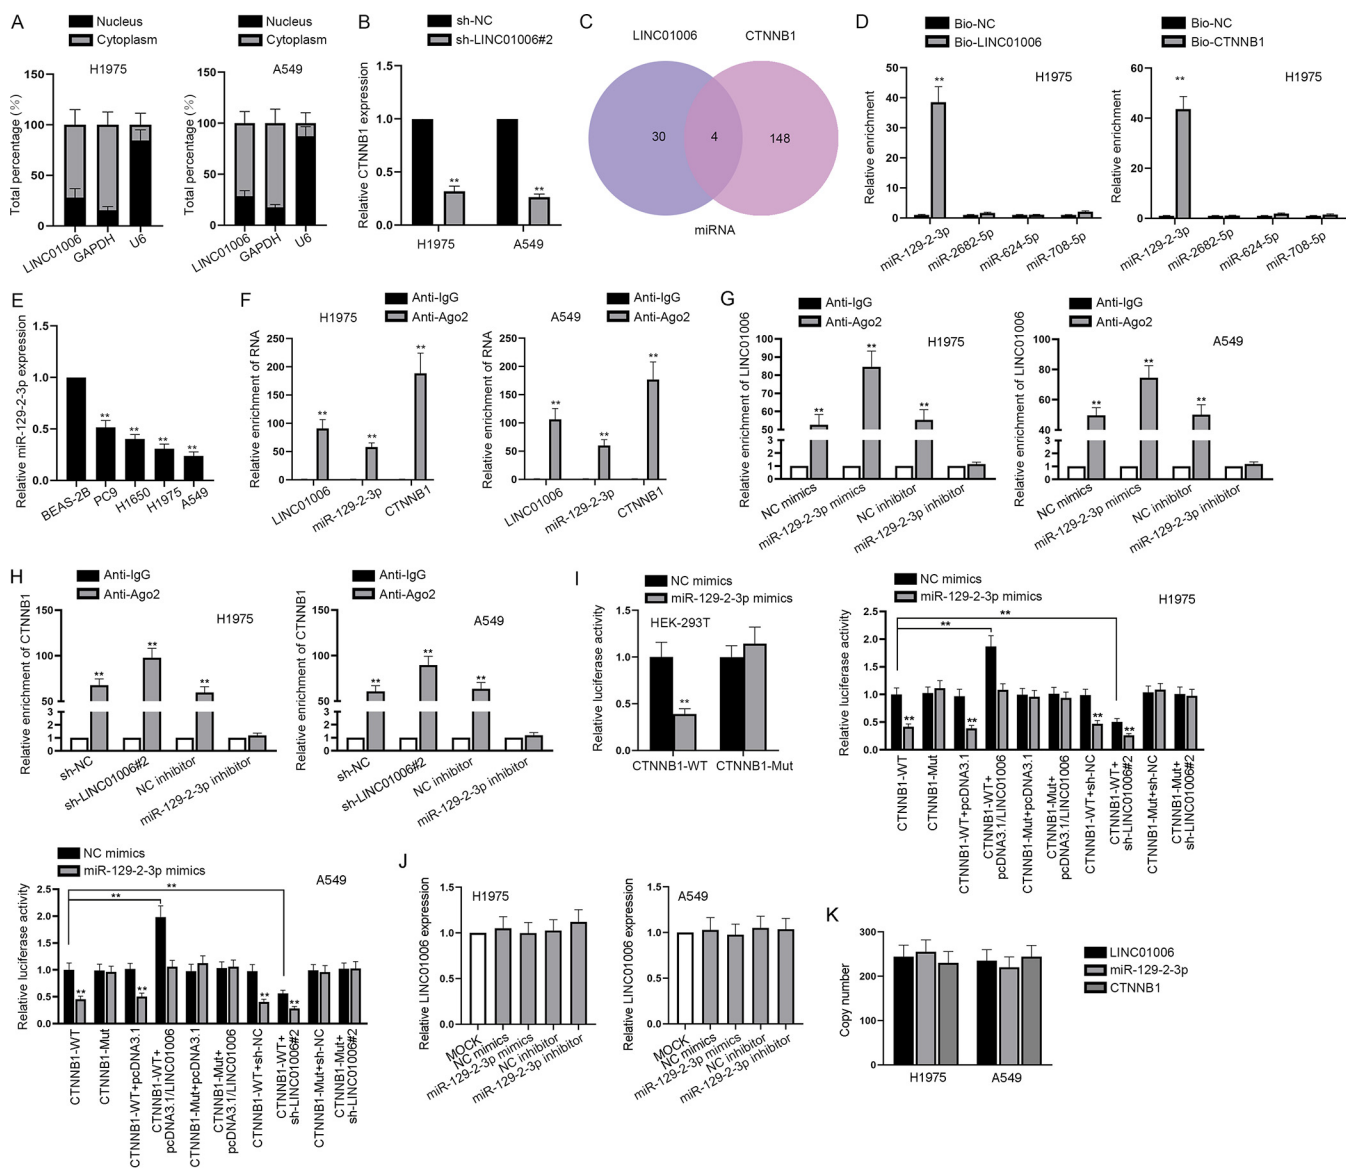 A
Nucleus
Cytoplasm
H1975
Total percentage (%)
150
100
50
0
LINC01006
GAPDH
U6
Nucleus
Cytoplasm
A549
Total percentage (%)
150
100
50
0
LINC01006
GAPDH
U6
B
sh-NC
sh-LINC01006#2
Relative CTNNB1 expression
1.5
1.0
0.5
0.0
** **
H1975 A549
C
LINC01006 CTNNB1
30 4 148
miRNA
D
Bio-NC
Bio-LINC01006
H1975
Relative enrichment
50
40
30
20
10
0
**
miR-129-2-3p
miR-2682-5p
miR-624-5p
miR-708-5p
Bio-NC
Bio-CTNNB1
H1975
Relative enrichment
60
40
20
0
**
miR-129-2-3p
miR-2682-5p
miR-624-5p
miR-708-5p
E
Relative miR-129-2-3p expression
1.5
1.0
0.5
0.0
** ** ** **
BEAS-2B
PC9
H1650
H1975
A549
F
Anti-IgG
Anti-Ago2
H1975
Relative enrichment of RNA
250
200
150
100
50
0
** ** **
LINC01006
miR-129-2-3p
CTNNB1
Anti-IgG
Anti-Ago2
A549
Relative enrichment of RNA
250
200
150
100
50
0
** ** **
LINC01006
miR-129-2-3p
CTNNB1
G
Anti-IgG
Anti-Ago2
H1975
Relative enrichment of LINC01006
100
90
80
70
60
50
40
3
2
1
0
** ** **
NC mimics
miR-129-2-3p mimics
NC inhibitor
miR-129-2-3p inhibitor
Anti-IgG
Anti-Ago2
A549
Relative enrichment of LINC01006
100
80
60
40
3
2
1
0
** ** **
NC mimics
miR-129-2-3p mimics
NC inhibitor
miR-129-2-3p inhibitor
H
Anti-IgG
Anti-Ago2
H1975
Relative enrichment of CTNNB1
150
100
50
4
3
2
1
0
** ** **
sh-NC
sh-LINC01006#2
NC inhibitor
miR-129-2-3p inhibitor
Anti-IgG
Anti-Ago2
A549
Relative enrichment of CTNNB1
150
100
50
4
3
2
1
0
** ** **
sh-NC
sh-LINC01006#2
NC inhibitor
miR-129-2-3p inhibitor
I
NC mimics
miR-129-2-3p mimics
HEK-293T
Relative luciferase activity
1.5
1.0
0.5
0.0
**
CTNNB1-WT CTNNB1-Mut
NC mimics
miR-129-2-3p mimics
H1975
Relative luciferase activity
2.5
2.0
1.5
1.0
0.5
0.0
**
**
** ** ** **
CTNNB1-WT
CTNNB1-Mut
CTNNB1-WT+pcDNA3.1
CTNNB1-WT+
pcDNA3.1/LINC01006
CTNNB1-Mut+pcDNA3.1
CTNNB1-Mut+
pcDNA3.1/LINC01006
CTNNB1-WT+sh-NC
CTNNB1-WT+
sh-LINC01006#2
CTNNB1-Mut+sh-NC
CTNNB1-Mut+
sh-LINC01006#2
NC mimics
miR-129-2-3p mimics
A549
Relative luciferase activity
2.5
2.0
1.5
1.0
0.5
0.0
**
**
** ** ** **
CTNNB1-WT
CTNNB1-Mut
CTNNB1-WT+pcDNA3.1
CTNNB1-WT+
pcDNA3.1/LINC01006
CTNNB1-Mut+pcDNA3.1
CTNNB1-Mut+
pcDNA3.1/LINC01006
CTNNB1-WT+sh-NC
CTNNB1-WT+
sh-LINC01006#2
CTNNB1-Mut+sh-NC
CTNNB1-Mut+
sh-LINC01006#2
J
H1975
Relative LINC01006 expression
1.5
1.0
0.5
0.0
MOCK
NC mimics
miR-129-2-3p mimics
NC inhibitor
miR-129-2-3p inhibitor
A549
Relative LINC01006 expression
1.5
1.0
0.5
0.0
MOCK
NC mimics
miR-129-2-3p mimics
NC inhibitor
miR-129-2-3p inhibitor
K
Copy number
300
200
100
0
H1975 A549
LINC01006
miR-129-2-3p
CTNNB1